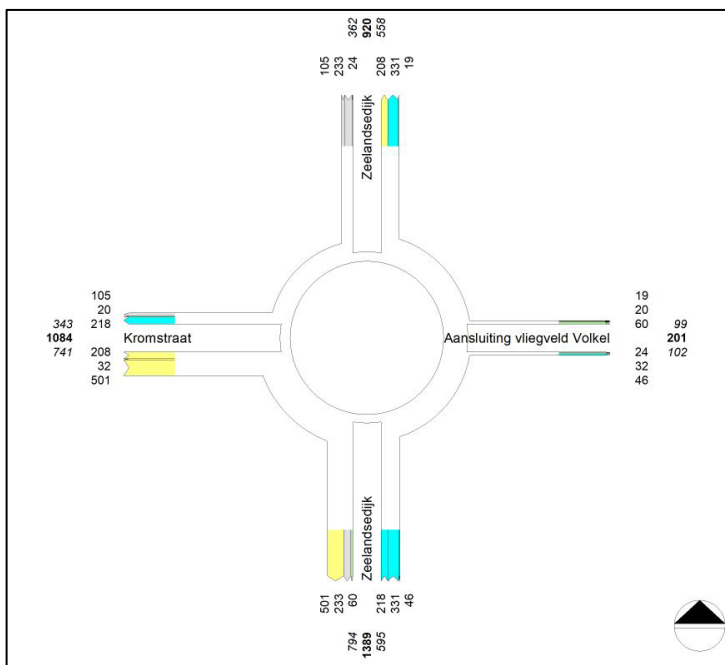 362 920 558
105 233 24 208 331 19
Zeelandsedijk
105
20
343 218
1084 Kromstraat
741 208
32
501
19
20
60 99
Aansluiting vliegveld Volkel 201
24 102
32
46
Zeelandsedijk
501 233 60 218 331 46
794 1389 595